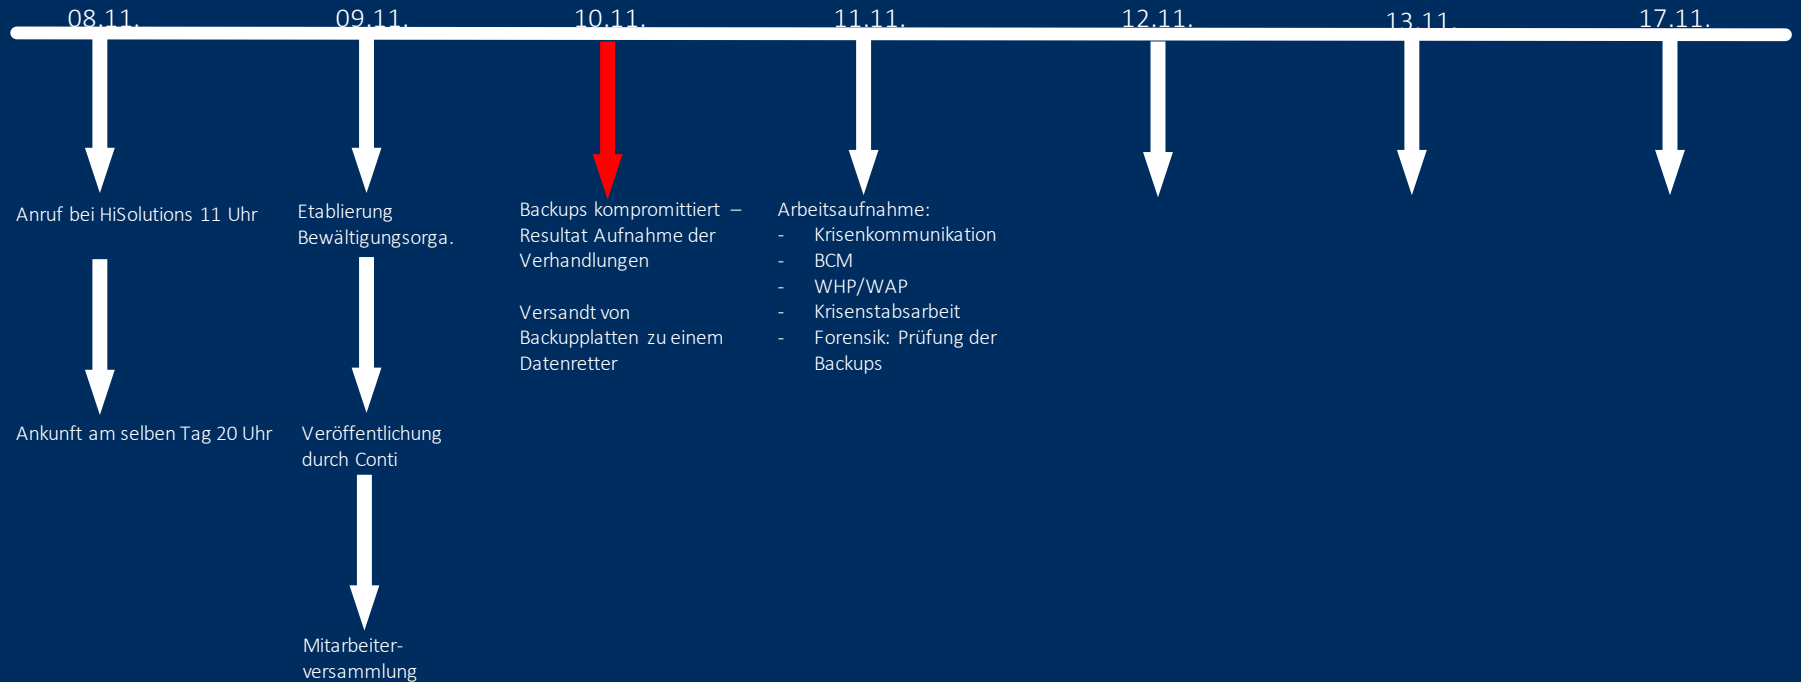 08.11.
09.11.
10.11.
11.11.
12.11.
13.11.
17.11.
Anruf bei HiSolutions 11 Uhr
Ankunft am selben Tag 20 Uhr
Etablierung
Bewältigungsorga.
Veröffentlichung
durch Conti
Mitarbeiter-
versammlung
Backups kompromittiert –
Resultat Aufnahme der
Verhandlungen
Versandt von
Backupplatten zu einem
Datenretter
Arbeitsaufnahme:
- Krisenkommunikation
- BCM
- WHP/WAP
- Krisenstabsarbeit
- Forensik: Prüfung der
Backups